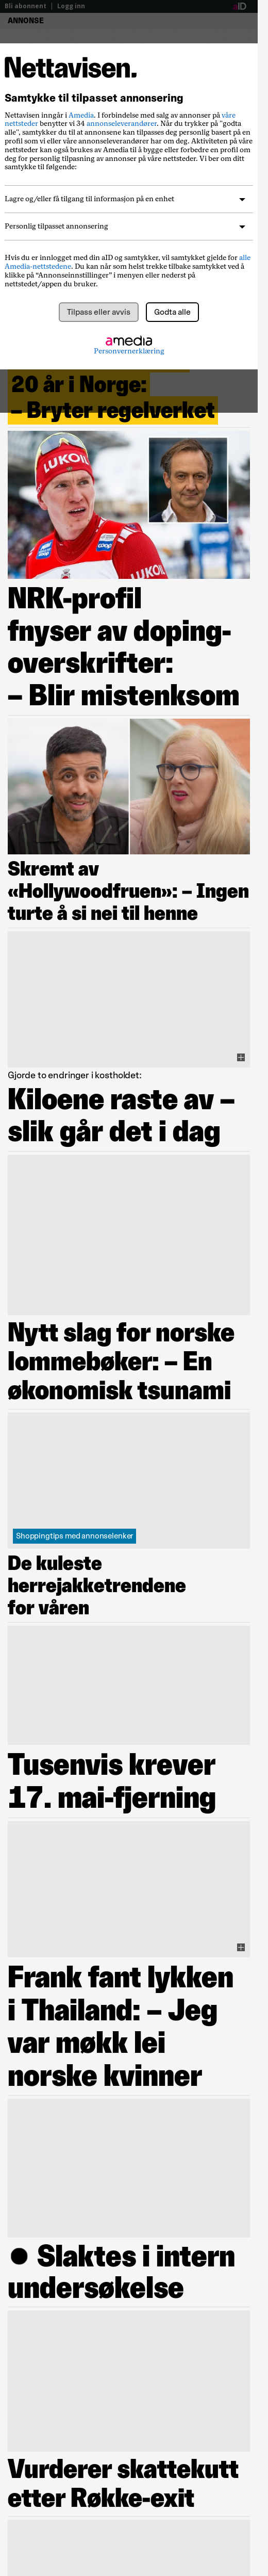 Bli abonnent | Logg inn
aID
ANNONSE
Nettavisen.
Samtykke til tilpasset annonsering
Nettavisen inngår i Amedia. I forbindelse med salg av annonser på våre
nettsteder benytter vi 34 annonseleverandører. Når du trykker på "godta
alle", samtykker du til at annonser kan tilpasses deg personlig basert på en
profil som vi eller våre annonseleverandører har om deg. Aktiviteten på våre
nettsteder kan også brukes av Amedia til å bygge eller forbedre en profil om
deg for personlig tilpasning av annonser på våre nettsteder. Vi ber om ditt
samtykke til følgende:
Lagre og/eller få tilgang til informasjon på en enhet
Personlig tilpasset annonsering
Hvis du er innlogget med din aID og samtykker, vil samtykket gjelde for alle
Amedia-nettstedene. Du kan når som helst trekke tilbake samtykket ved å
klikke på “Annonseinnstillinger” i menyen eller nederst på
nettstedet/appen du bruker.
Tilpass eller avvis
Godta alle
amedia
Personvernerklæring
20 år i Norge:
– Bryter regelverket
NRK-profil
fnyser av doping-
overskrifter:
– Blir mistenksom
Skremt av
«Hollywoodfruen»: – Ingen
turte å si nei til henne
Gjorde to endringer i kostholdet:
Kiloene raste av –
slik går det i dag
Nytt slag for norske
lommebøker: – En
økonomisk tsunami
Shoppingtips med annonselenker
De kuleste
herrejakketrendene
for våren
Tusenvis krever
17. mai-fjerning
Frank fant lykken
i Thailand: – Jeg
var møkk lei
norske kvinner
● Slaktes i intern
undersøkelse
Vurderer skattekutt
etter Røkke-exit